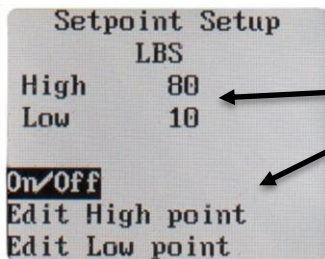 Setpoint Setup
LBS
High 80
Low 10
On/Off
Edit High point
Edit Low point